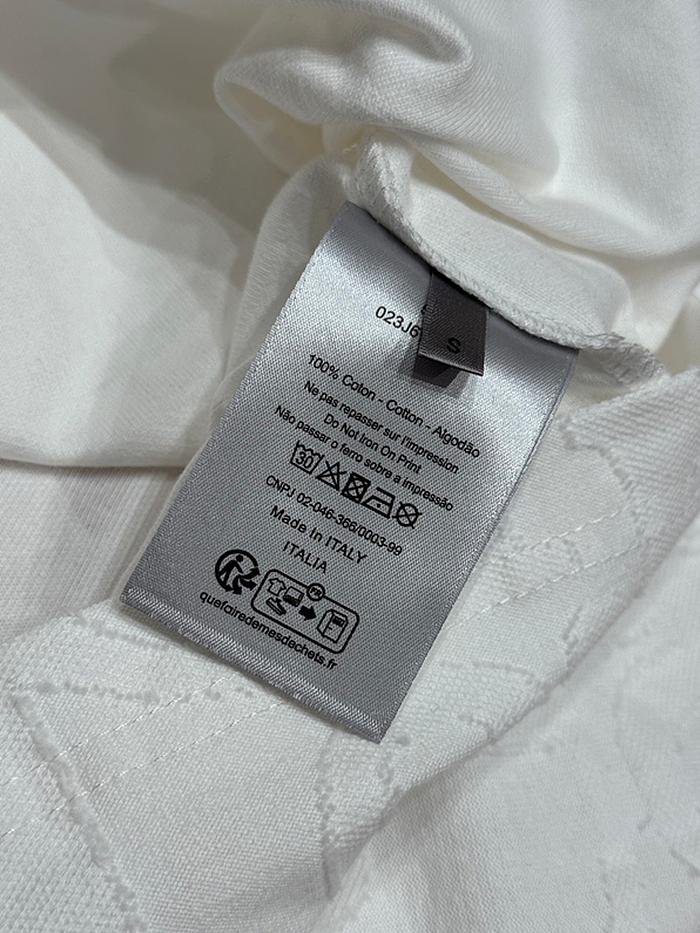 S
100% Coton - Cotton - Algodão
Ne pas repasser sur l'impression
Do Not Iron On Print
Não passar o ferro sobre a impressão
30
CNPJ 02-046-366/0003-99
Made In ITALY
ITALIA
FR
quefairedemesdechets.fr